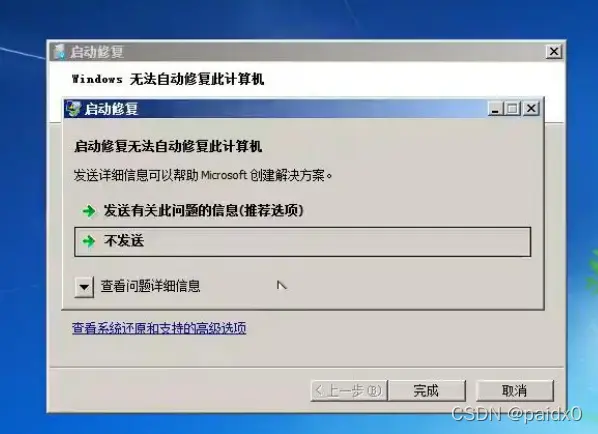 启动修复
Windows 无法自动修复此计算机
启动修复
启动修复无法自动修复此计算机
发送详细信息可以帮助 Microsoft 创建解决方案。
发送有关此问题的信息(推荐选项)
不发送
查看问题详细信息
查看系统还原和支持的高级选项
<上一步(B) 完成 取消
CSDN @paidx0